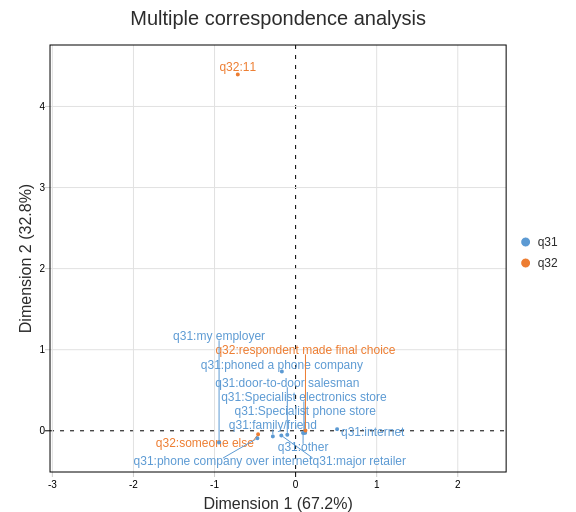 Multiple correspondence analysis
q32:11
4
3
2
1
0
Dimension 2 (32.8%)
q31
q32
q31:my employer
q32:respondent made final choice
q31:phoned a phone company
q31:door-to-door salesman
q31:Specialist electronics store
q31:Specialist phone store
q31:family/friend
q31:internet
q32:someone else
q31:other
q31:phone company over internet
q31:major retailer
-3 -2 -1 0 1 2
Dimension 1 (67.2%)